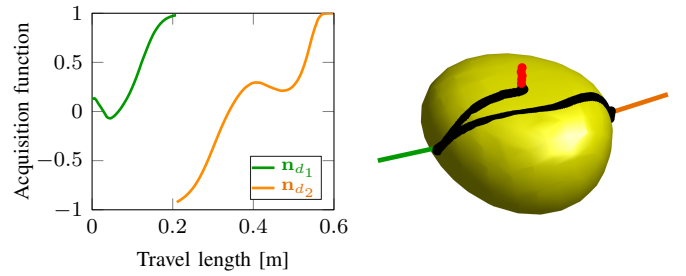 Acquisition function
1
0.5
0
−0.5
−1
0 0.2 0.4 0.6
Travel length [m]
n_{d_1}
n_{d_2}